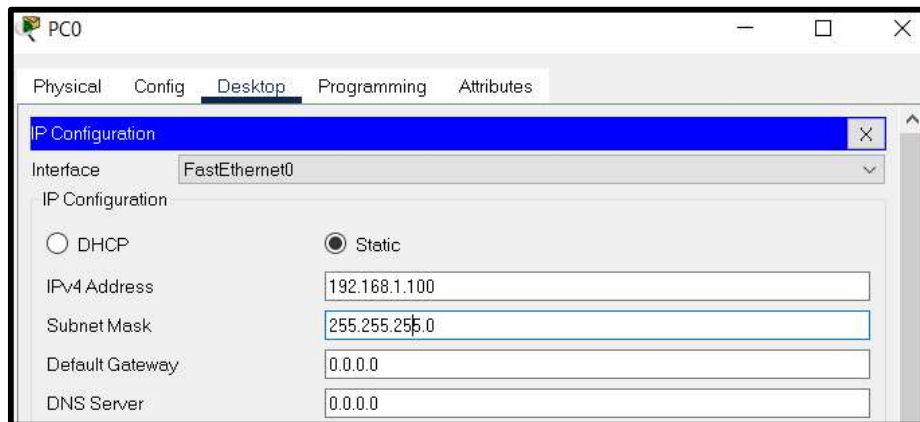 PC0
Physical Config Desktop Programming Attributes
IP Configuration X
Interface FastEthernet0
IP Configuration
DHCP Static
IPv4 Address 192.168.1.100
Subnet Mask 255.255.255.0
Default Gateway 0.0.0.0
DNS Server 0.0.0.0